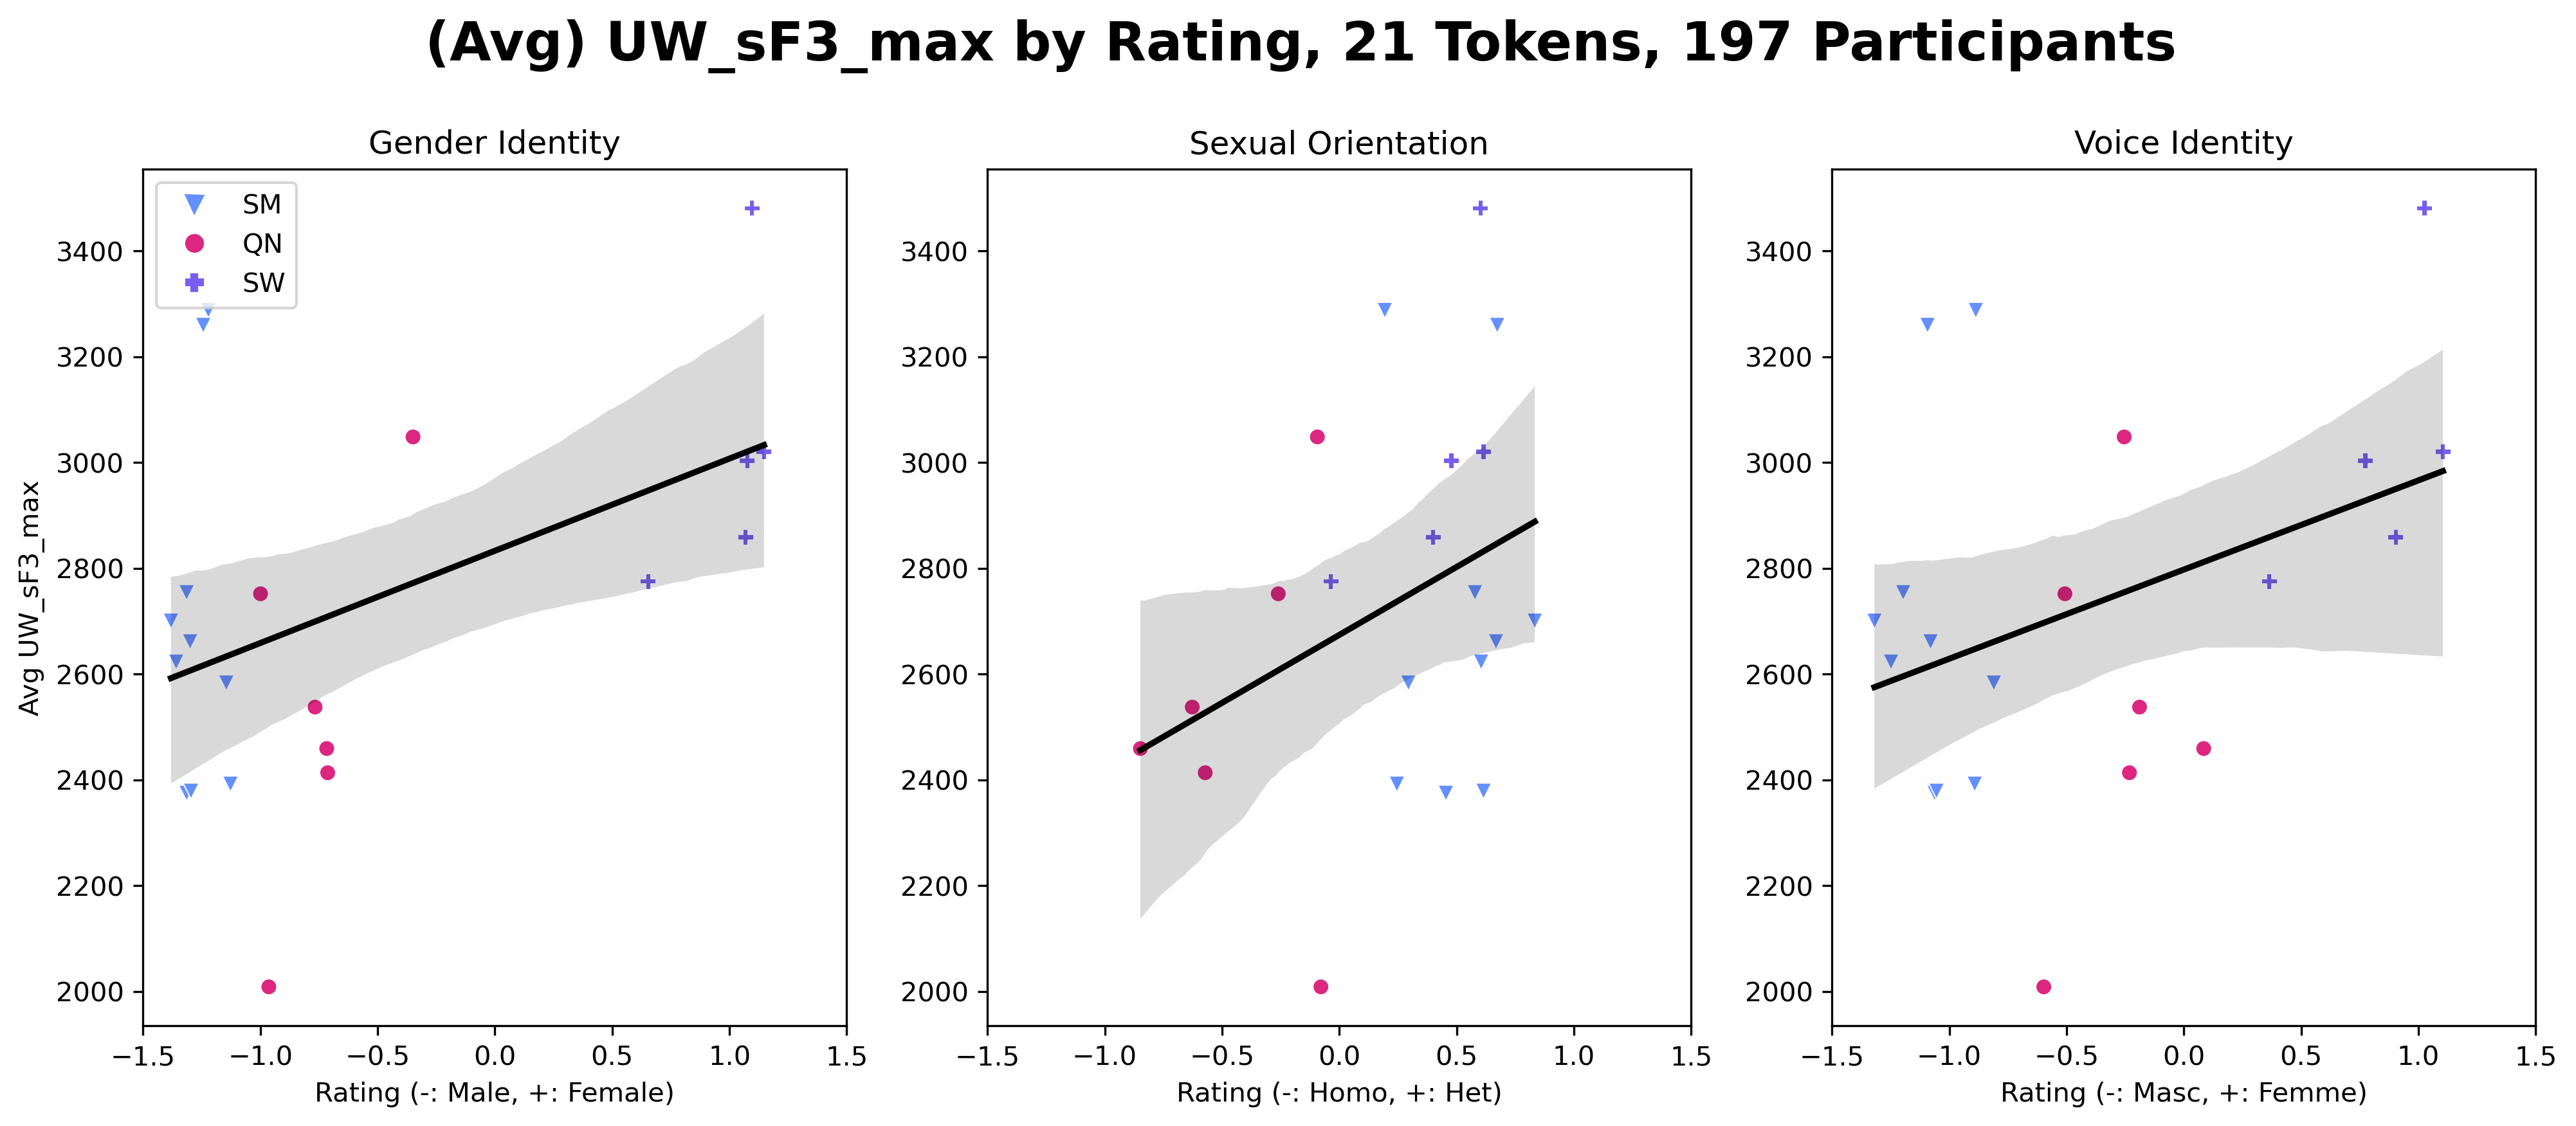 (Avg) UW_sF3_max by Rating, 21 Tokens, 197 Participants
Gender Identity
SM
QN
SW
3400
3200
3000
2800
2600
2400
2200
2000
Avg UW_sF3_max
−1.5 −1.0 −0.5 0.0 0.5 1.0 1.5
Rating (-: Male, +: Female)
Sexual Orientation
3400
3200
3000
2800
2600
2400
2200
2000
−1.5 −1.0 −0.5 0.0 0.5 1.0 1.5
Rating (-: Homo, +: Het)
Voice Identity
3400
3200
3000
2800
2600
2400
2200
2000
−1.5 −1.0 −0.5 0.0 0.5 1.0 1.5
Rating (-: Masc, +: Femme)